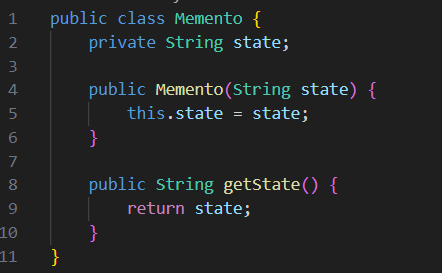 1 public class Memento {
2     private String state;
3
4     public Memento(String state) {
5         this.state = state;
6     }
7
8     public String getState() {
9         return state;
10     }
11 }